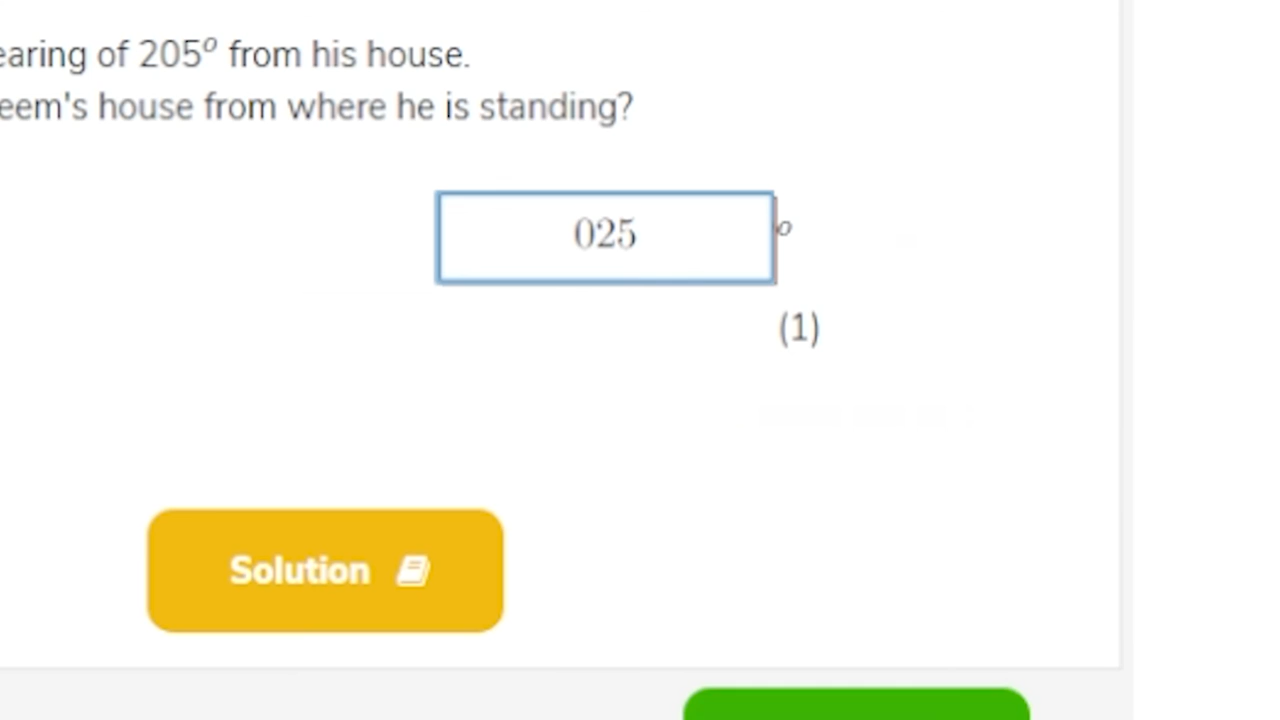 earing of 205° from his house.
eem's house from where he is standing?
025 °
(1)
Solution